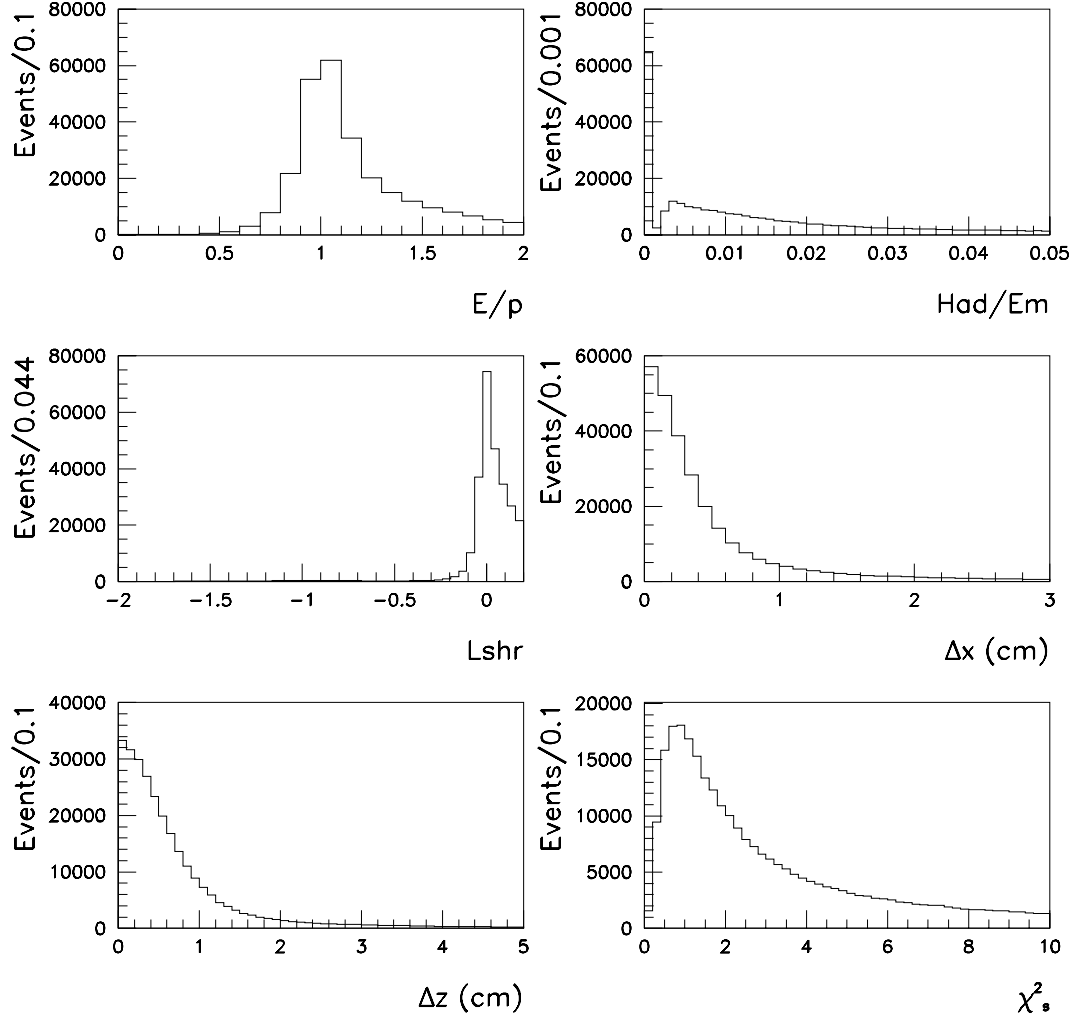 Events/0.1
80000
60000
40000
20000
0
0 0.5 1 1.5 2
E/p
Events/0.001
80000
60000
40000
20000
0
0 0.01 0.02 0.03 0.04 0.05
Had/Em
Events/0.044
80000
60000
40000
20000
0
−2 −1.5 −1 −0.5 0
Lshr
Events/0.1
60000
40000
20000
0
0 1 2 3
Δx (cm)
Events/0.1
40000
30000
20000
10000
0
0 1 2 3 4 5
Δz (cm)
Events/0.1
20000
15000
10000
5000
0
0 2 4 6 8 10
χ²ₛ